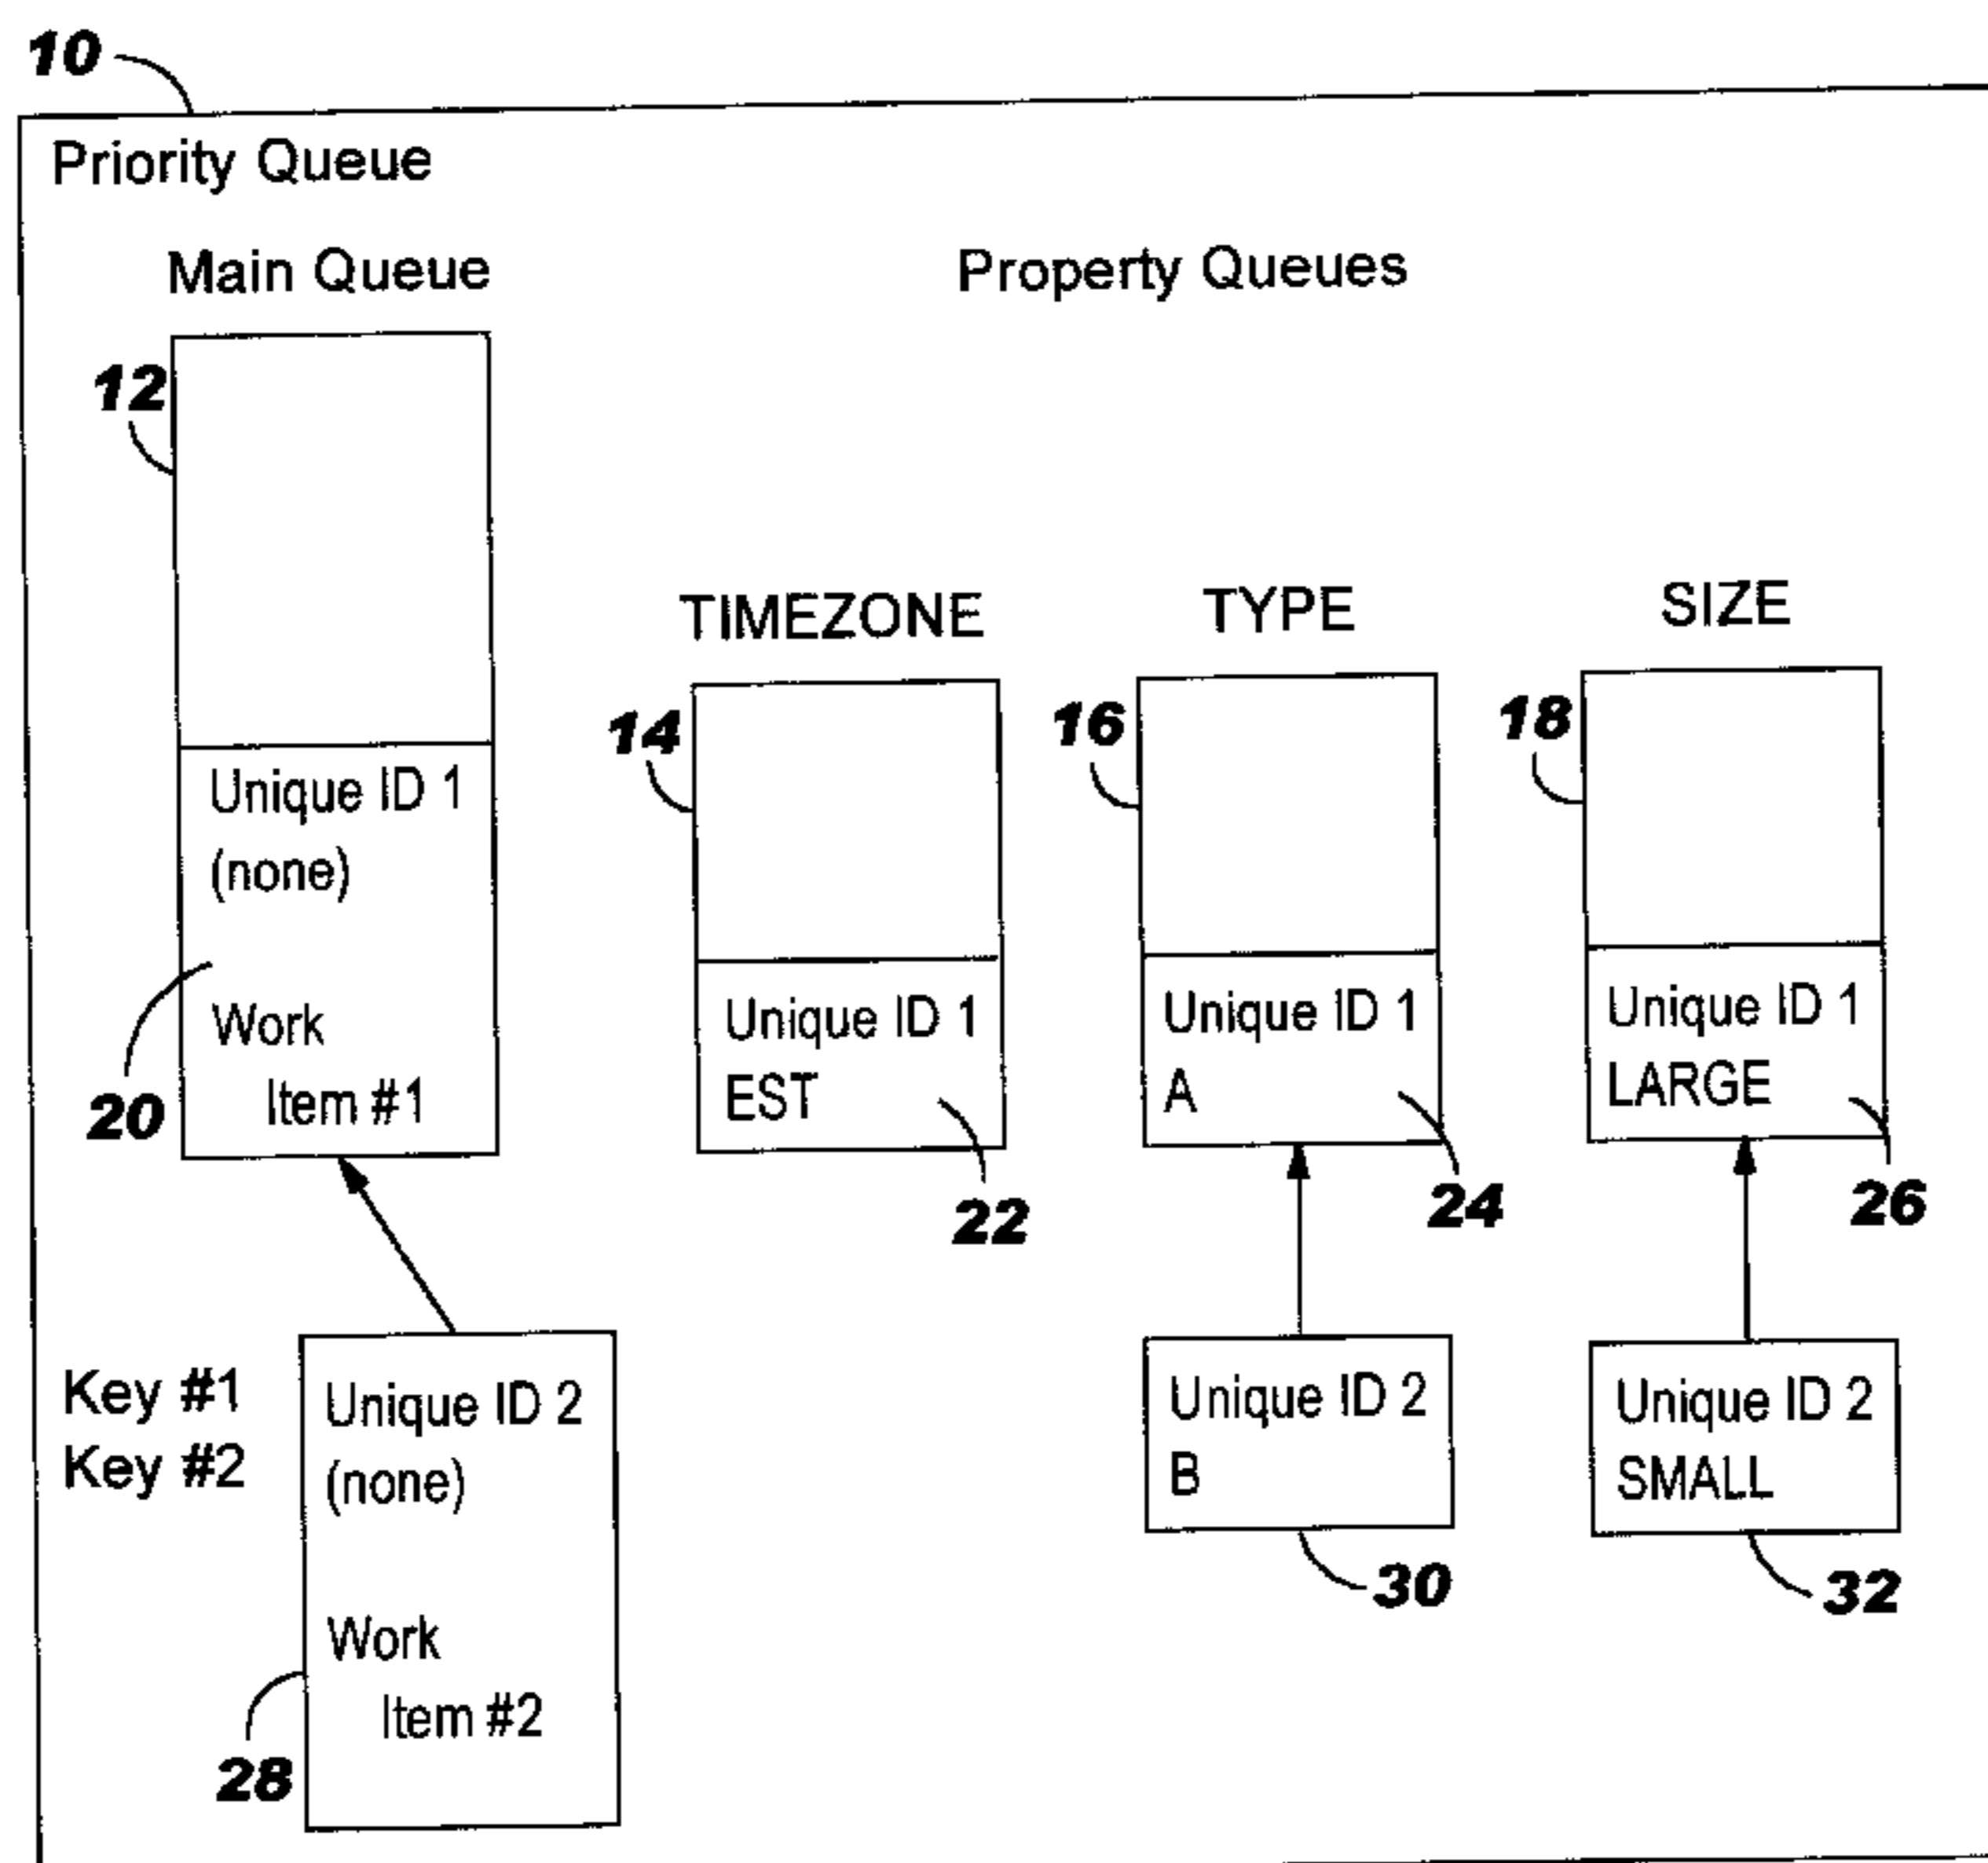 10
Priority Queue
Main Queue
Property Queues
12
TIMEZONE
TYPE
SIZE
14
16
18
Unique ID 1
(none)
Work
Item #1
20
Unique ID 1
EST
22
Unique ID 1
A
24
Unique ID 1
LARGE
26
Key #1
Key #2
Unique ID 2
(none)
Work
Item #2
28
Unique ID 2
B
30
Unique ID 2
SMALL
32